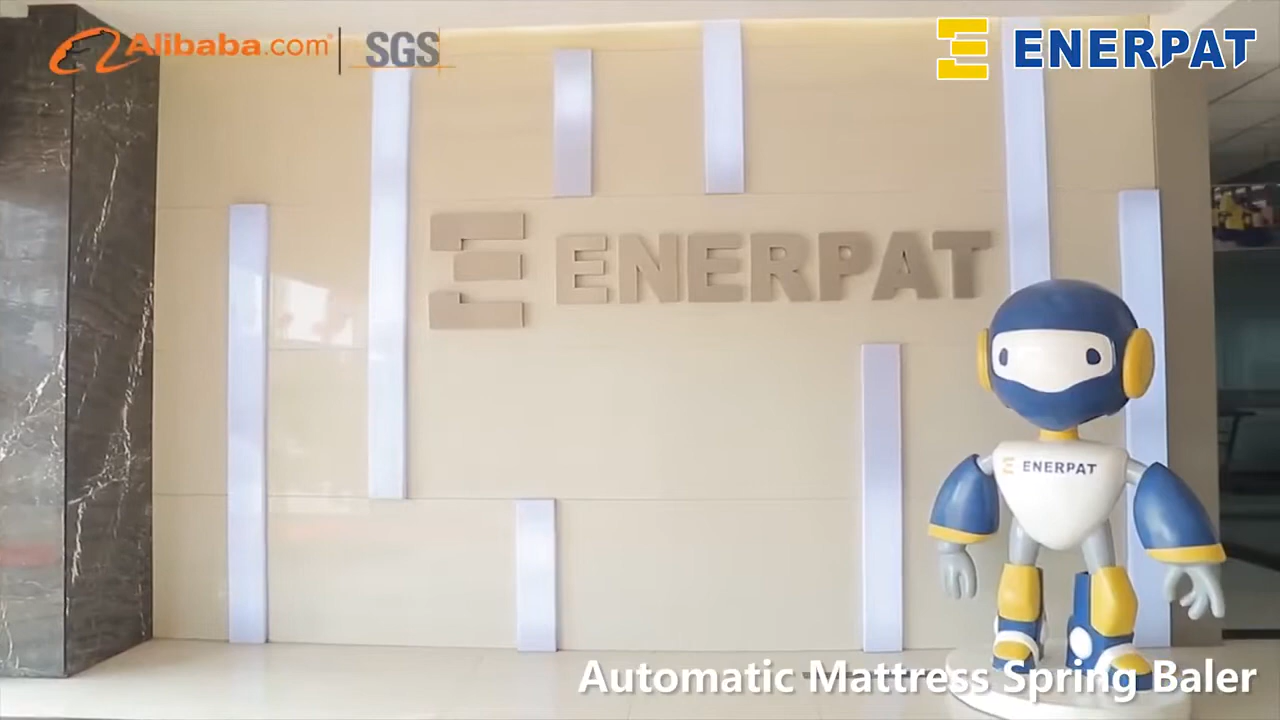 Alibaba.com® | SGS
ENERPAT
ENERPAT
ENERPAT
Automatic Mattress Spring Baler